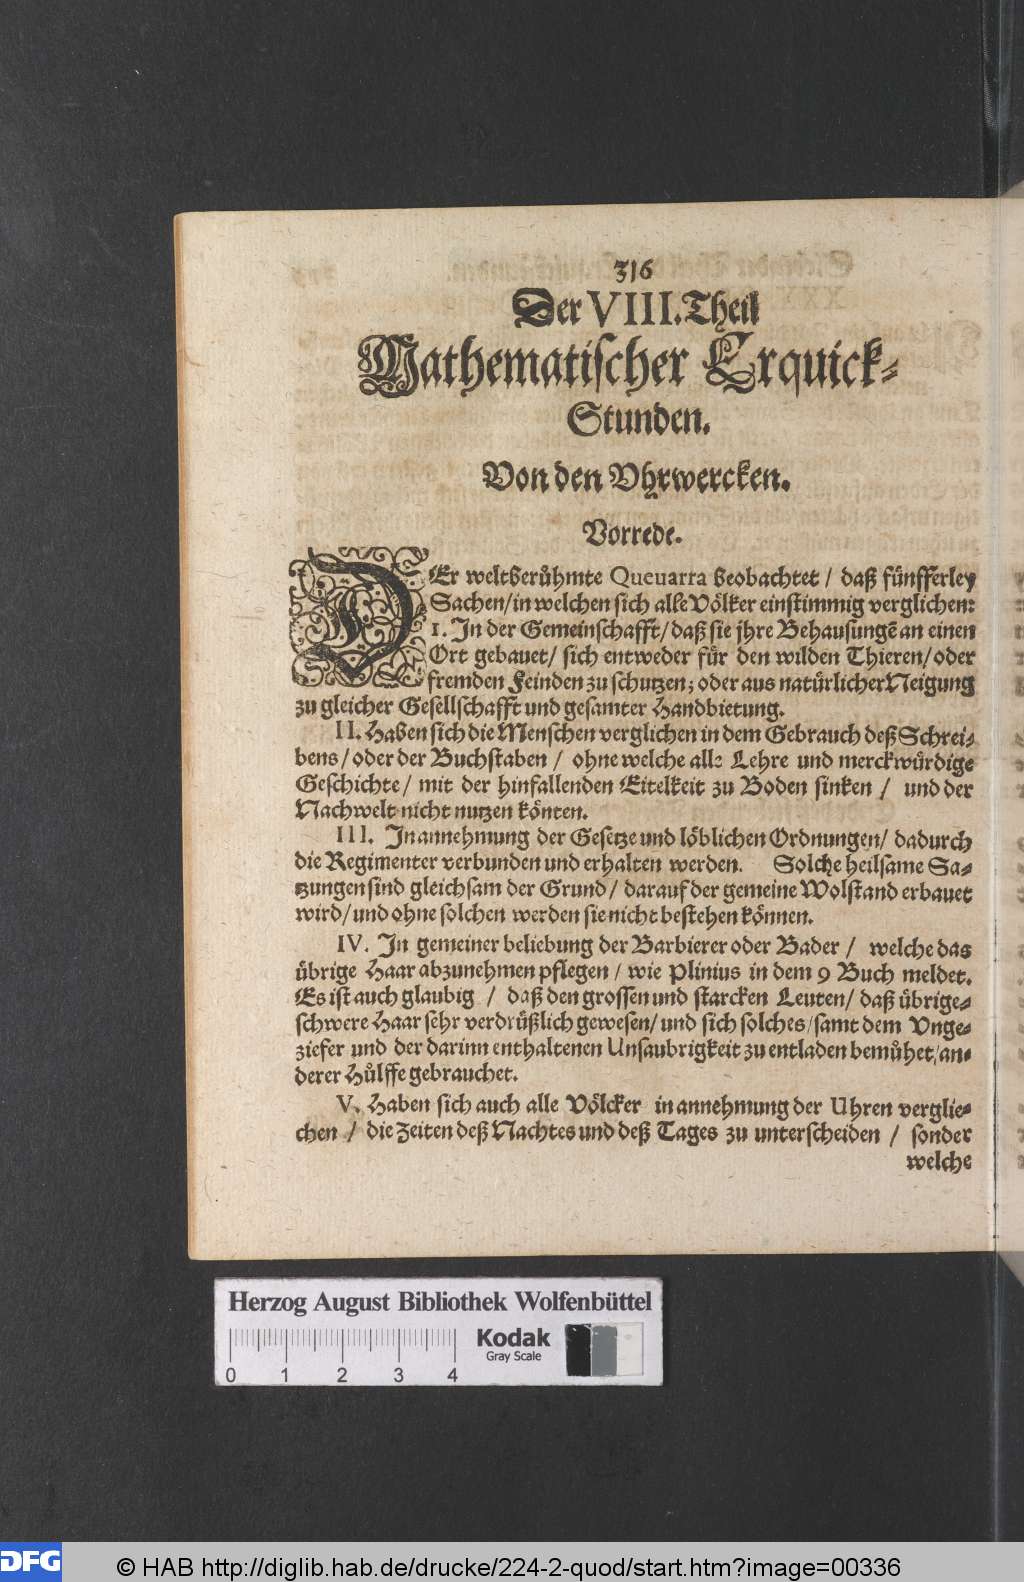 316
Der VIII. Theil
Mathematischer Erquick-
Stunden.
Von den Vhrwercken.
Vorrede.
DEr weltberůhmte Queuarra beobachtet / daß fünfferley
Sachen/in welchen sich alle Völker einstimmig verglichen:
I. In der Gemeinschafft/daß sie jhre Behausungẽ an einen
Ort gebauet/ sich entweder für den wilden Thieren/oder
fremden Feinden zu schutzen; oder aus natürlicher Neigung
zu gleicher Gesellschafft und gesamter Handbietung.
II. Haben sich die Menschen verglichen in dem Gebrauch deß Schrei-
bens/oder der Buchstaben / ohne welche alle Lehre und merckwürdige
Geschichte/ mit der hinfallenden Eitelkeit zu Boden sinken / und der
Nachwelt nicht nutzen könten.
III. In annehmung der Gesetze und löblichen Ordnungen/ dadurch
die Regimenter verbunden und erhalten werden. Solche heilsame Sa-
tzungen sind gleichsam der Grund/ darauf der gemeine Wolstand erbauet
wird/und ohne solchen werden sie nicht bestehen können.
IV. In gemeiner beliebung der Barbierer oder Bader / welche das
übrige Haar abzunehmen pflegen/ wie Plinius in dem 9 Buch meldet.
Es ist auch glaubig / daß den grossen und starcken Leuten/ daß übrige-
schwere Haar sehr verdrüßlich gewesen/und sich solches/samt dem Vnge-
ziefer und der darinn enthaltenen Unsaubrigkeit zu entladen bemůhet/an-
derer Hůlffe gebrauchet.
V. Haben sich auch alle Völcker in annehmung der Uhren verglie-
chen / die Zeiten deß Nachtes und deß Tages zu unterscheiden / sonder
welche
Herzog August Bibliothek Wolfenbüttel
Kodak
Gray Scale
0 1 2 3 4
DFG
© HAB http://diglib.hab.de/drucke/224-2-quod/start.htm?image=00336